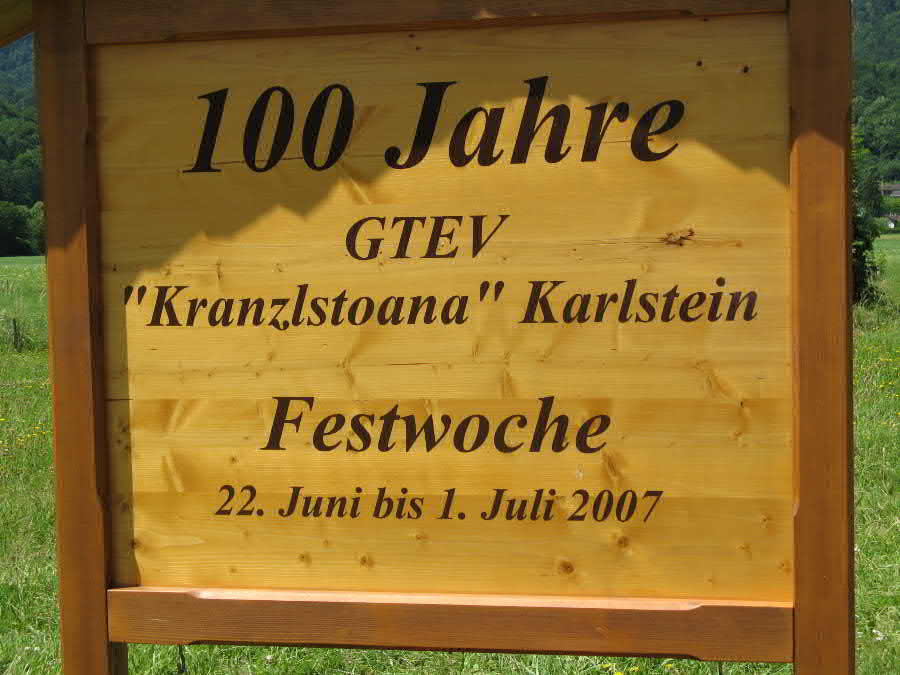 100 Jahre
GTEV
"Kranzlstoana" Karlstein
Festwoche
22. Juni bis 1. Juli 2007